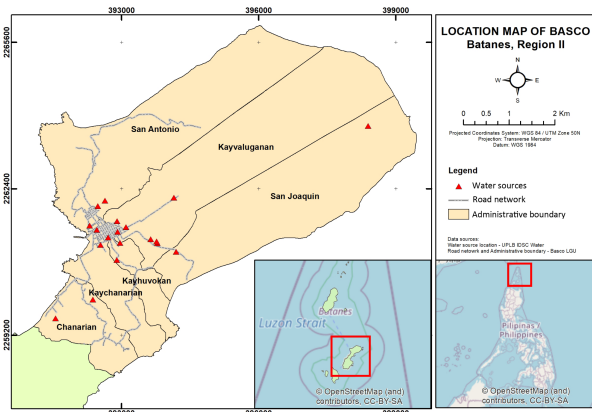 393000
396000
399000
2265600
2262400
2259200
San Antonio
Kayvaluganan
San Joaquin
Kayhuvokan
Kaychanarian
Chanarian
Luzon Strait
Batanes
© OpenStreetMap (and)
contributors, CC-BY-SA
393000
396000
399000
LOCATION MAP OF BASCO
Batanes, Region II
N
W
E
S
0
0.5
1
2 Km
Projected Coordinates System: WGS 84 / UTM Zone 50N
Projection: Transverse Mercator
Datum: WGS 1984
Legend
Water sources
Road network
Administrative boundary
Data sources:
Water source location - UPLB IDSC Water
Road network and Administrative boundary - Basco LGU
Pilipinas /
Philippines
© OpenStreetMap (and)
contributors, CC-BY-SA